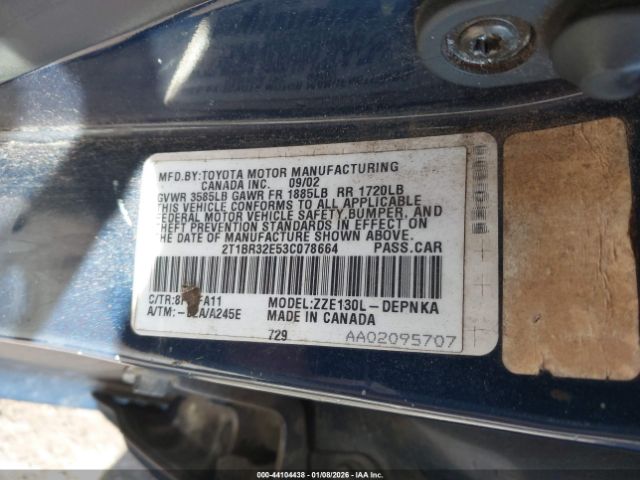 MFD.BY:TOYOTA MOTOR MANUFACTURING
CANADA INC. 09/02
GVWR 3585LB GAWR FR 1885LB RR 1720LB
THIS VEHICLE CONFORMS TO ALL APPLICABLE
FEDERAL MOTOR VEHICLE SAFETY,BUMPER, AND
THEFT PREVENTION STANDARDS IN EFFECT ON
THE DATE OF MANUFACTURE SHOWN ABOVE.
2T1BR32E53C078664 PASS.CAR
MODEL:ZZE130L-DEPNKA
MADE IN CANADA
729
AA02095707
000-44104438 - 01/08/2026 - IAA Inc.